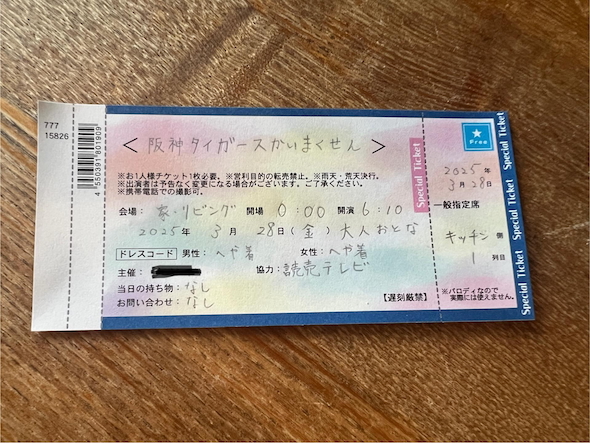 777
15826
4550391801909
<阪神タイガースかいまくせん>
※お1人様チケット1枚必要。※営利目的の転売禁止。※雨天・荒天決行。
※出演者は予告なく変更になる場合がございます。ご了承ください。
※携帯電話での撮影可。
会場: 家・リビング 開場 0:00 開演 6:10
2025年 3月 28日(金) 大人おとな
ドレスコード 男性: へや着 女性: へや着
主催: 協力: 読売テレビ
当日の持ち物: なし
お問い合わせ: なし
【遅刻厳禁】
Special Ticket
Free
2025年
3月28日
一般指定席
キッチン 側
1 列目
※パロディなので
実際には使えません。
Special Ticket Special Ticket Special Ticket